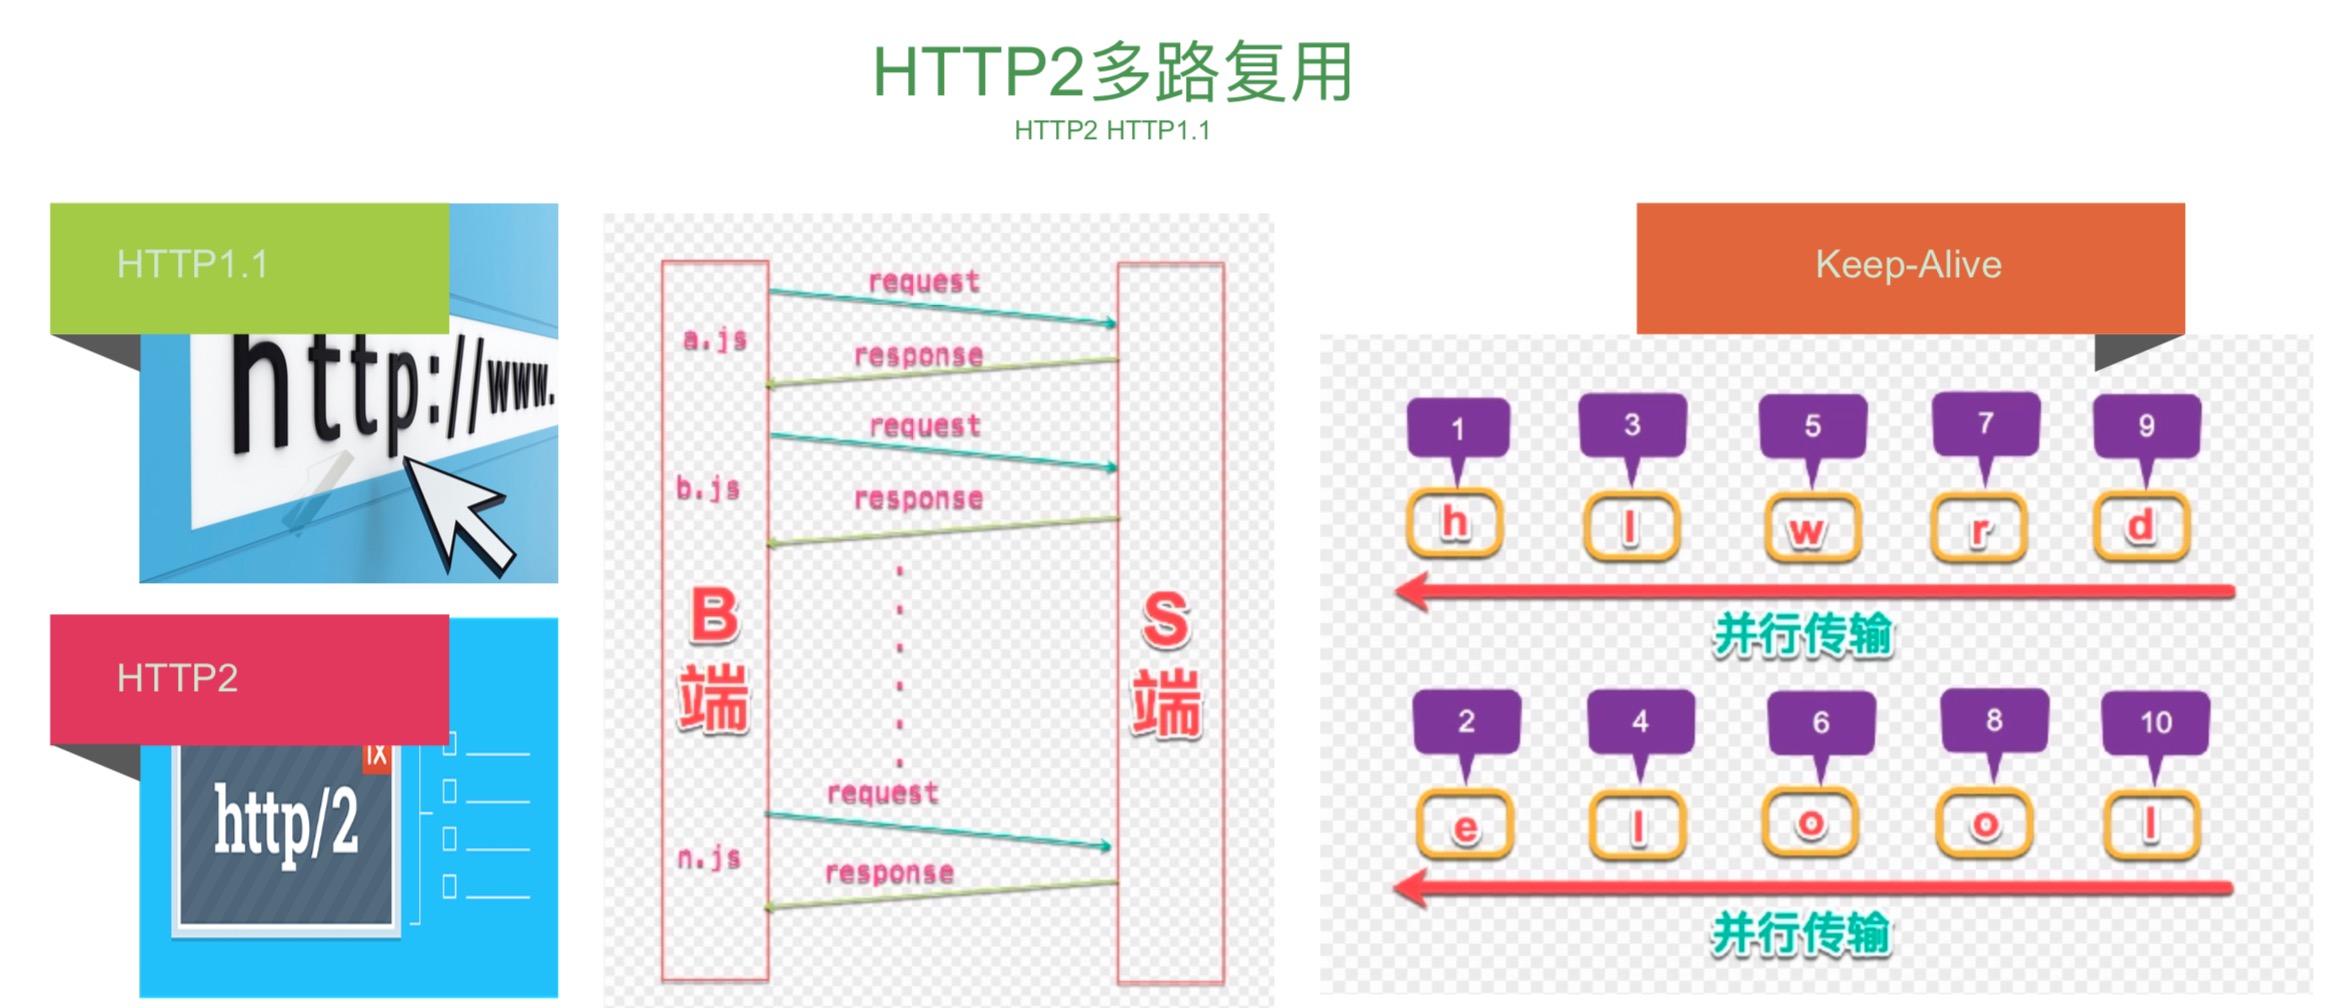 HTTP2多路复用
HTTP2 HTTP1.1
HTTP1.1
http://www.
HTTP2
http/2
request
a.js
response
request
b.js
response
B
端
S
端
request
n.js
response
Keep-Alive
1 3 5 7 9
h l w r d
并行传输
2 4 6 8 10
e l o o l
并行传输